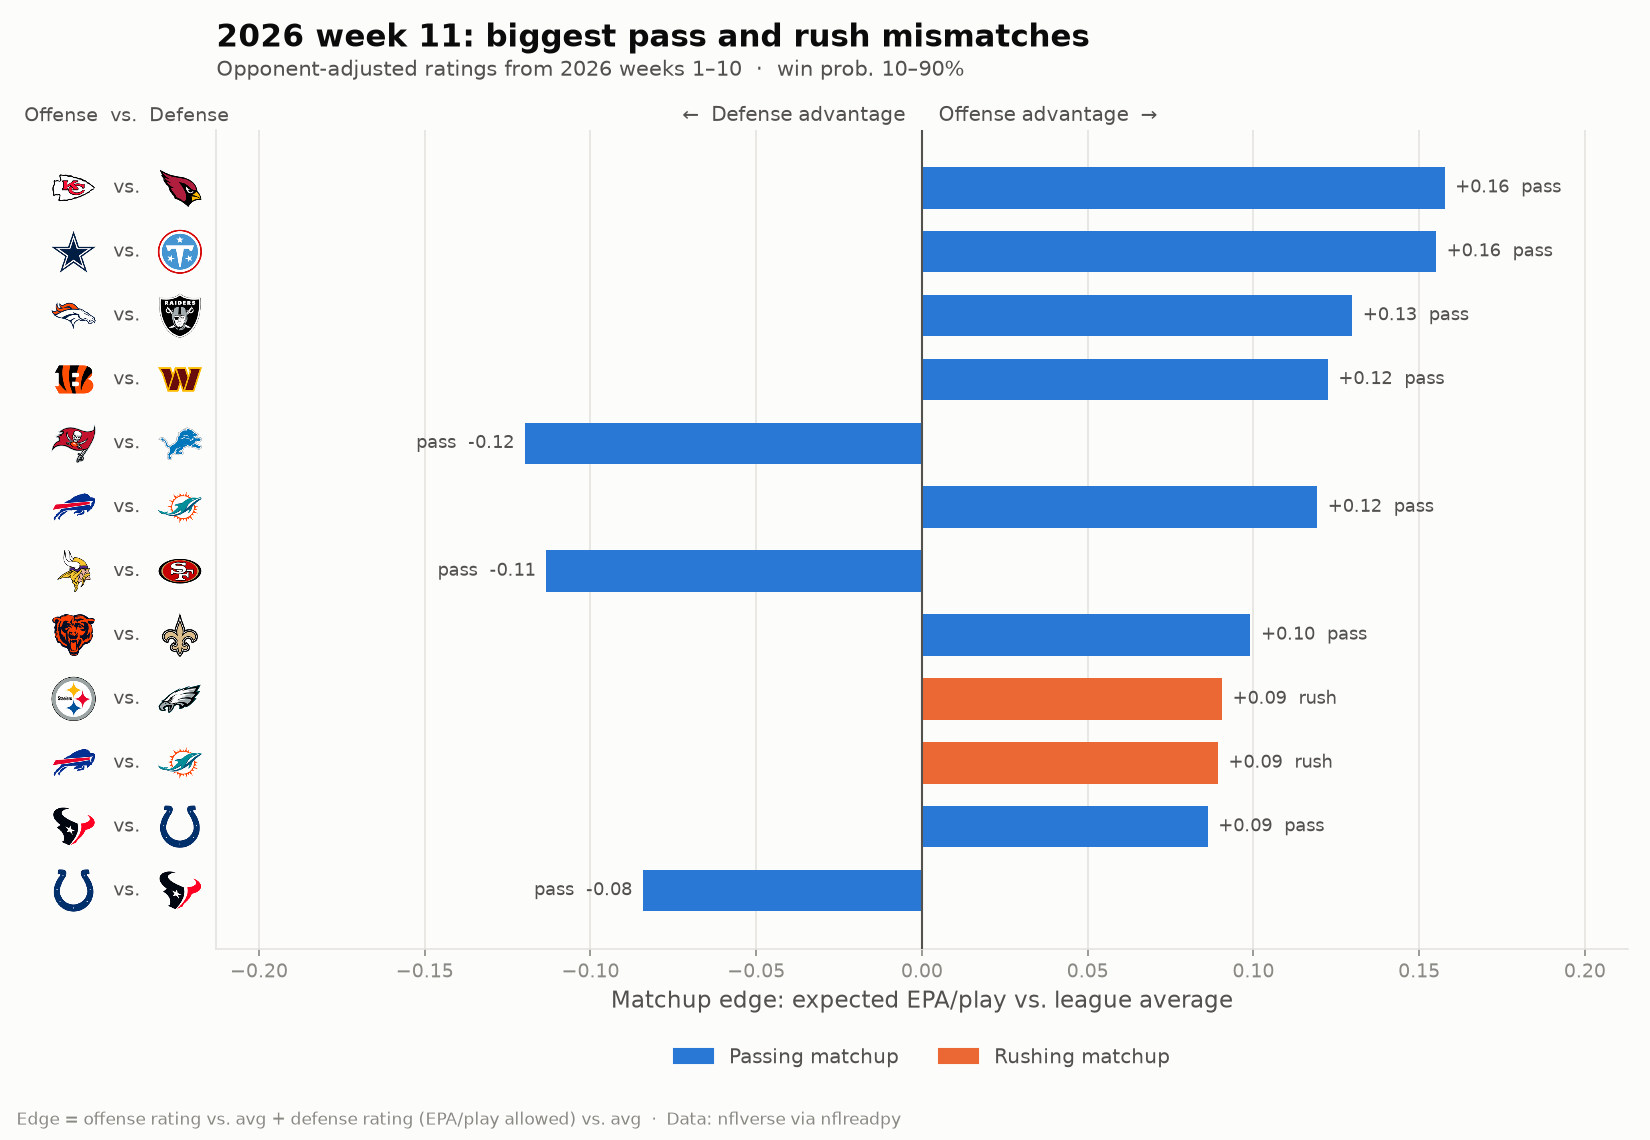 2026 week 11: biggest pass and rush mismatches
Opponent-adjusted ratings from 2026 weeks 1–10 · win prob. 10–90%
Offense vs. Defense
← Defense advantage Offense advantage →
KC vs. +0.16 pass
vs. +0.16 pass
vs. RAIDERS +0.13 pass
vs. +0.12 pass
vs. pass -0.12
vs. +0.12 pass
vs. SF pass -0.11
vs. +0.10 pass
Steelers vs. +0.09 rush
vs. +0.09 rush
vs. +0.09 pass
vs. pass -0.08
−0.20 −0.15 −0.10 −0.05 0.00 0.05 0.10 0.15 0.20
Matchup edge: expected EPA/play vs. league average
Passing matchup Rushing matchup
Edge = offense rating vs. avg + defense rating (EPA/play allowed) vs. avg · Data: nflverse via nflreadpy